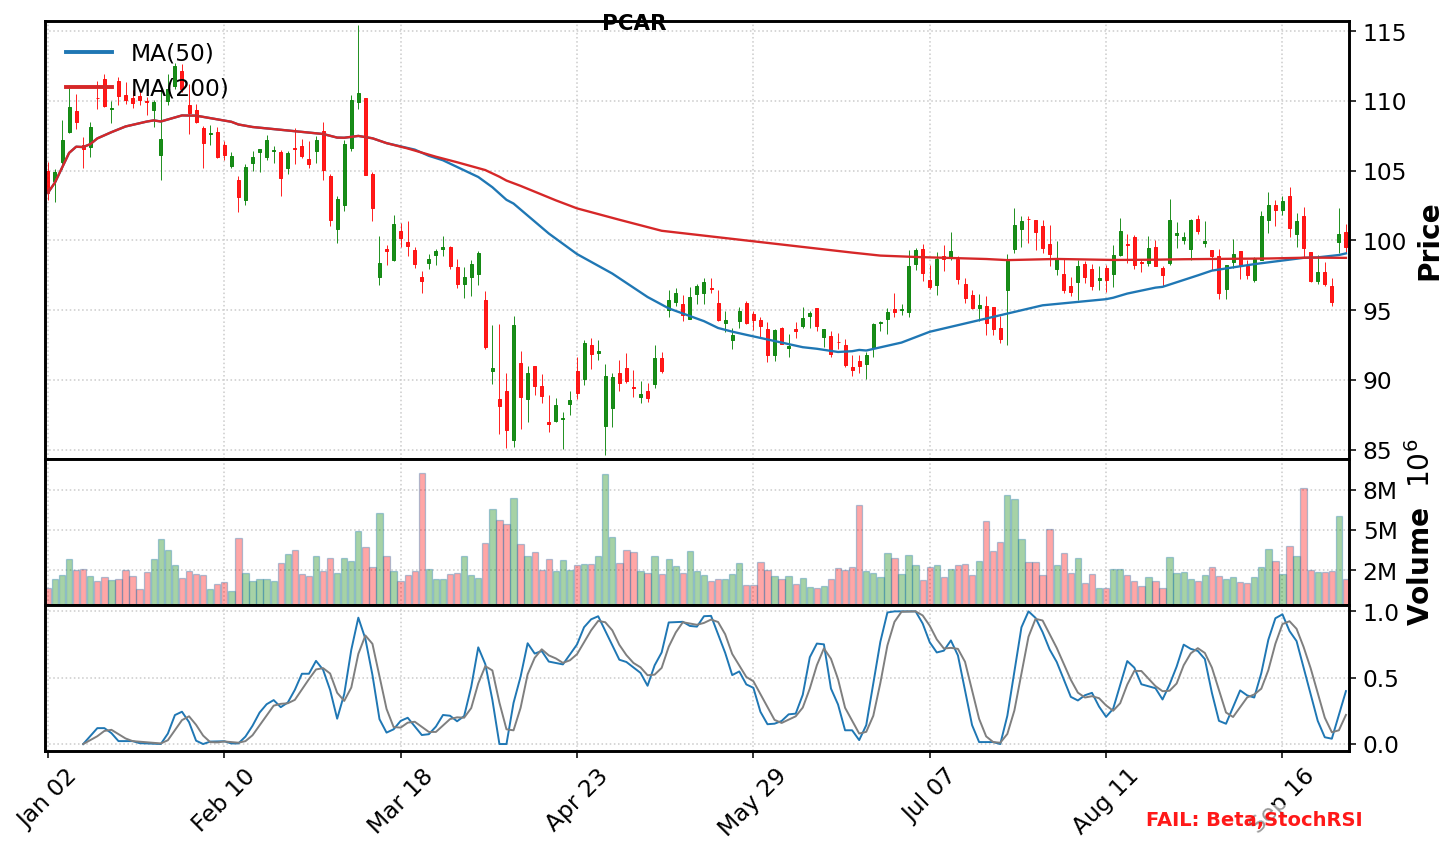 PCAR
MA(50)
MA(200)
115
110
105
100
95
90
85
Price
8M
5M
2M
Volume 10⁶
1.0
0.5
0.0
Jan 02
Feb 10
Mar 18
Apr 23
May 29
Jul 07
Aug 11
Sep 16
FAIL: Beta,StochRSI